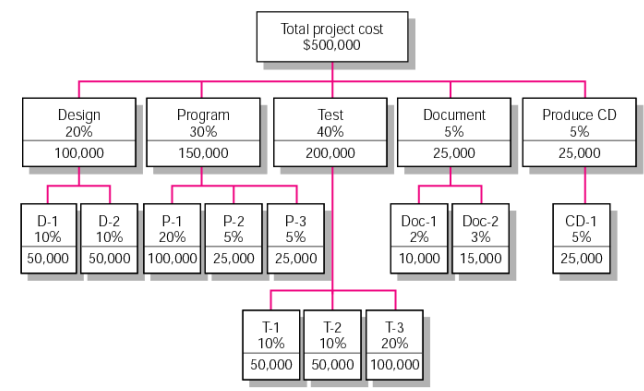 Total project cost
$500,000
Design
20%
100,000
Program
30%
150,000
Test
40%
200,000
Document
5%
25,000
Produce CD
5%
25,000
D-1
10%
50,000
D-2
10%
50,000
P-1
20%
100,000
P-2
5%
25,000
P-3
5%
25,000
Doc-1
2%
10,000
Doc-2
3%
15,000
CD-1
5%
25,000
T-1
10%
50,000
T-2
10%
50,000
T-3
20%
100,000